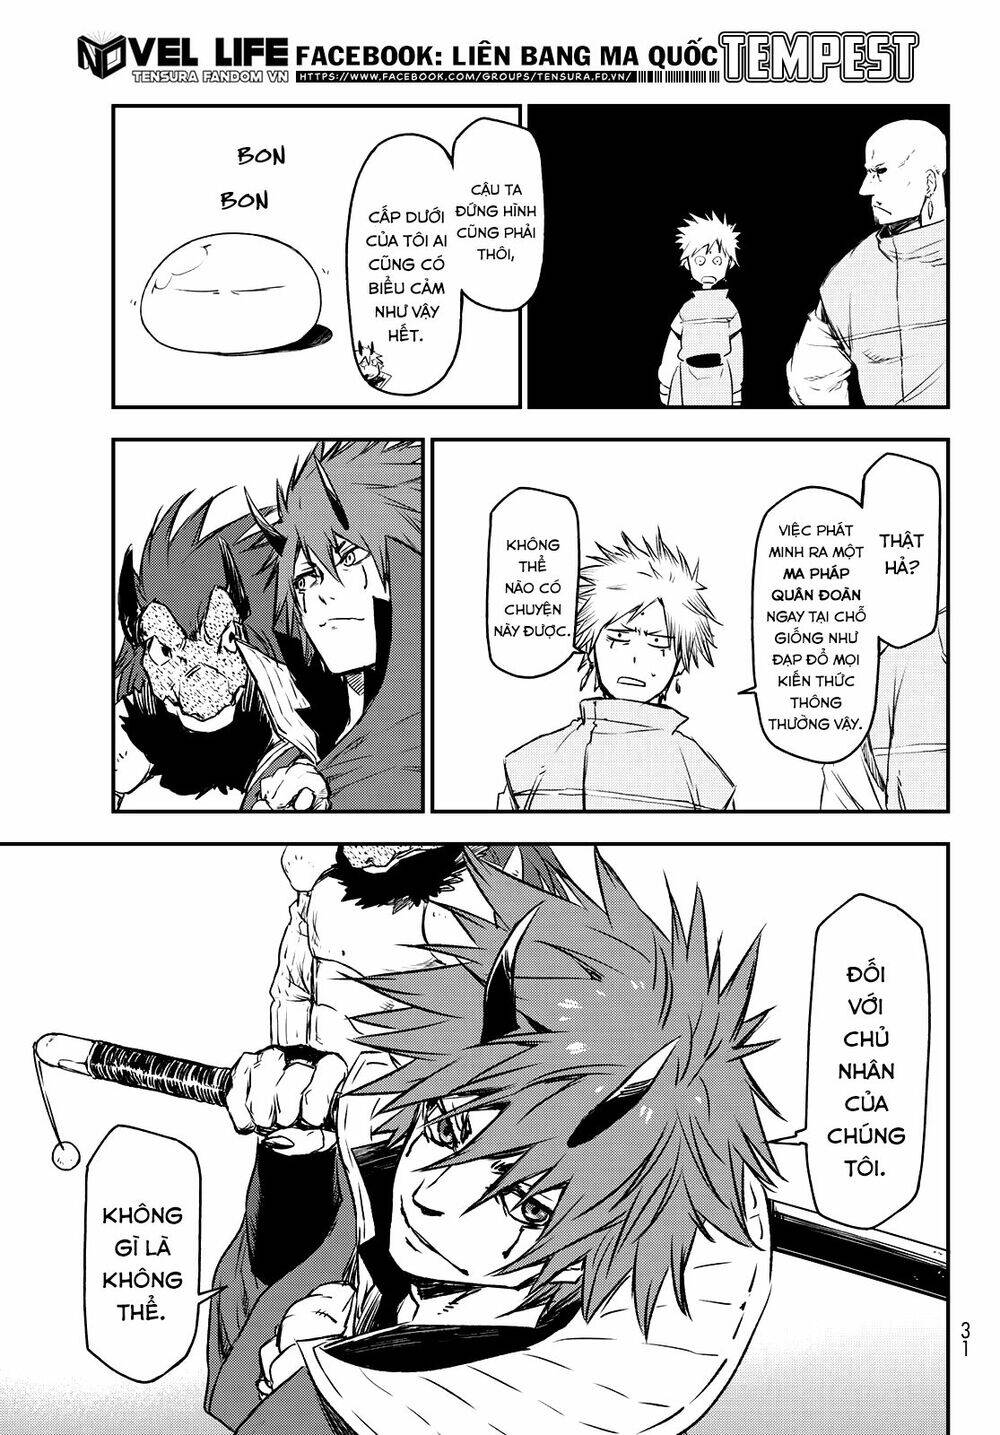 NOVEL LIFE
TENSURA FANDOM VN
FACEBOOK: LIÊN BANG MA QUỐC
HTTPS://WWW.FACEBOOK.COM/GROUPS/TENSURA.FD.VN/
TEMPEST
CẬU TA
ĐỨNG HÌNH
CŨNG PHẢI
THÔI,
CẤP DƯỚI
CỦA TÔI AI
CŨNG CÓ
BIỂU CẢM
NHƯ VẬY
HẾT.
BON
BON
THẬT
HẢ?
VIỆC PHÁT
MINH RA MỘT
MA PHÁP
QUÂN ĐOÀN
NGAY TẠI CHỖ
GIỐNG NHƯ
ĐẠP ĐỔ MỌI
KIẾN THỨC
THÔNG
THƯỜNG VẬY.
KHÔNG
THỂ
NÀO CÓ
CHUYỆN
NÀY ĐƯỢC.
ĐỐI
VỚI
CHỦ
NHÂN
CỦA
CHÚNG
TÔI.
KHÔNG
GÌ LÀ
KHÔNG
THỂ.
31